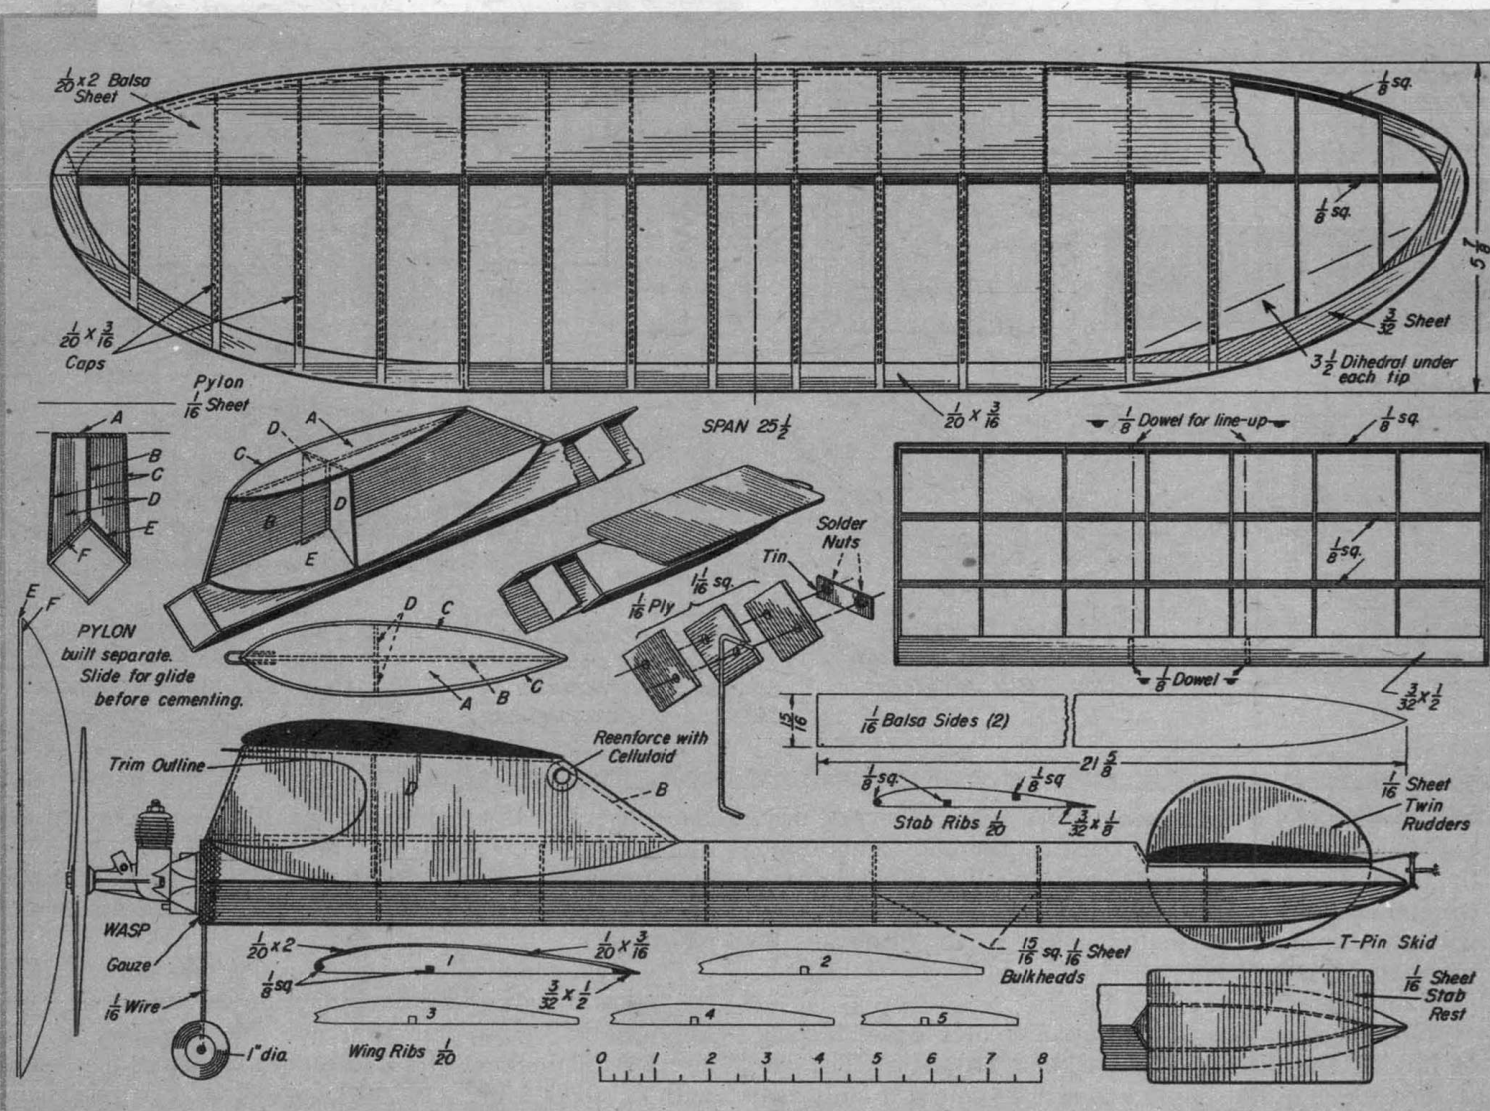 1/20 x 2 Balsa
Sheet
1/8 sq.
1/8 sq.
5 7/8
3/32 Sheet
3 1/2 Dihedral under
each tip
1/20 x 3/16
Caps
1/20 x 3/16
SPAN 25 1/2
Pylon
1/16 Sheet
A
B
C
D
E
F
A
D
C
B
D
E
1/8 Dowel for line-up
1/8 sq.
1/8 sq.
1/8 Dowel
3/32 x 1/2
Solder
Nuts
Tin
1 1/16 sq.
1/16 Ply
E
F
PYLON
built separate.
Slide for glide
before cementing.
D
C
A
B
C
15/16
1/16 Balsa Sides (2)
21 5/8
Reenforce with
Celluloid
Trim Outline
D
B
1/8 sq.
1/8 sq
Stab Ribs 1/20
3/32 x 1/8
1/16 Sheet
Twin
Rudders
WASP
Gauze
1/16 Wire
1" dia.
1/20 x 2
1/20 x 3/16
1/8 sq
1
3/32 x 1/2
2
3
4
5
Wing Ribs 1/20
15/16 sq. 1/16 Sheet
Bulkheads
T-Pin Skid
1/16 Sheet
Stab
Rest
0 1 2 3 4 5 6 7 8